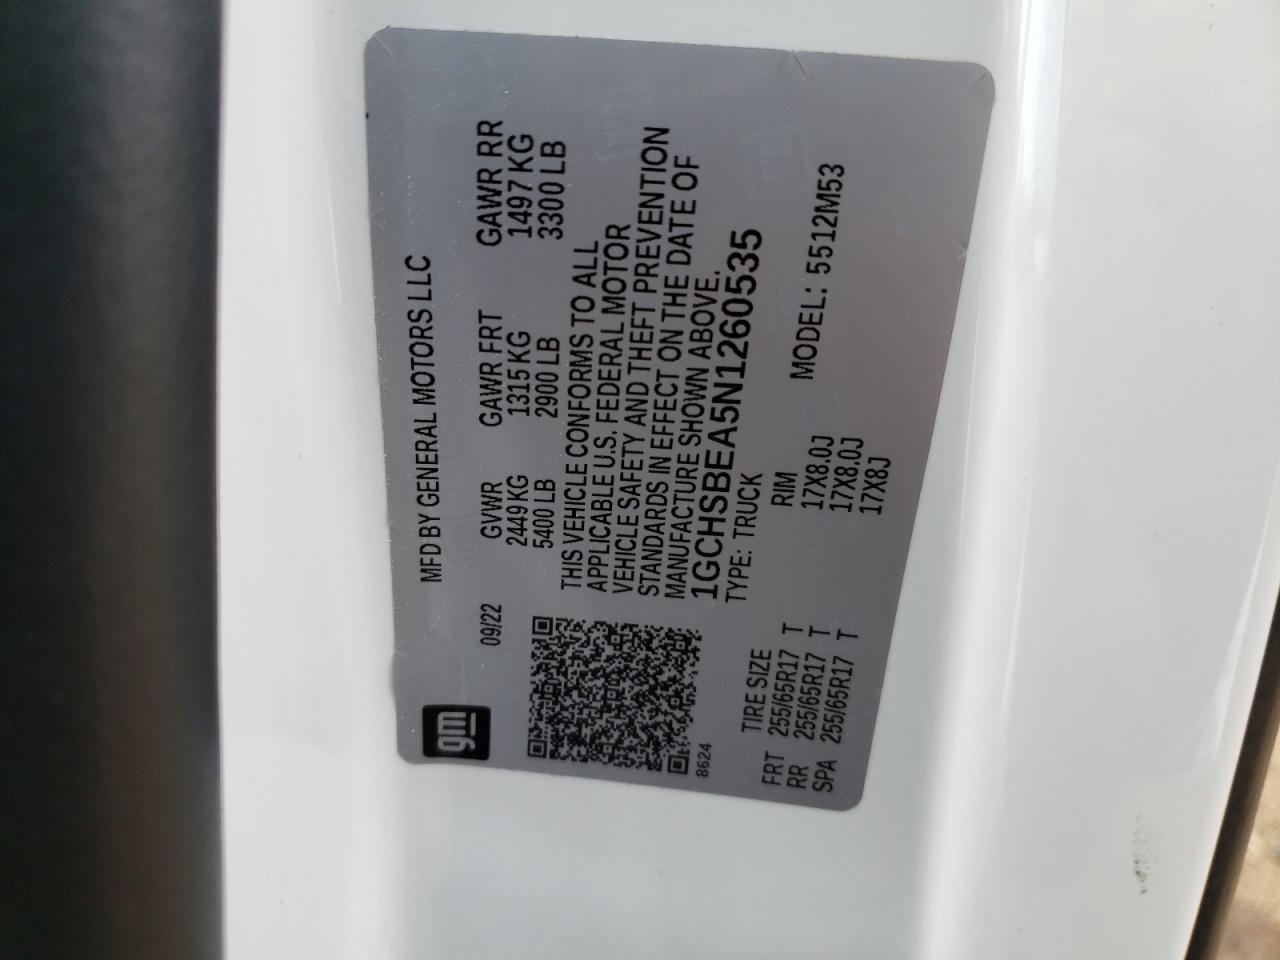 gm
MFD BY GENERAL MOTORS LLC
09/22
GVWR GAWR FRT GAWR RR
2449 KG 1315 KG 1497 KG
5400 LB 2900 LB 3300 LB
THIS VEHICLE CONFORMS TO ALL
APPLICABLE U.S. FEDERAL MOTOR
VEHICLE SAFETY AND THEFT PREVENTION
STANDARDS IN EFFECT ON THE DATE OF
MANUFACTURE SHOWN ABOVE.
1GCHSBEA5N1260535
8624
TYPE: TRUCK
TIRE SIZE RIM MODEL: 5512M53
FRT 255/65R17 T 17X8.0J
RR 255/65R17 T 17X8.0J
SPA 255/65R17 T 17X8J